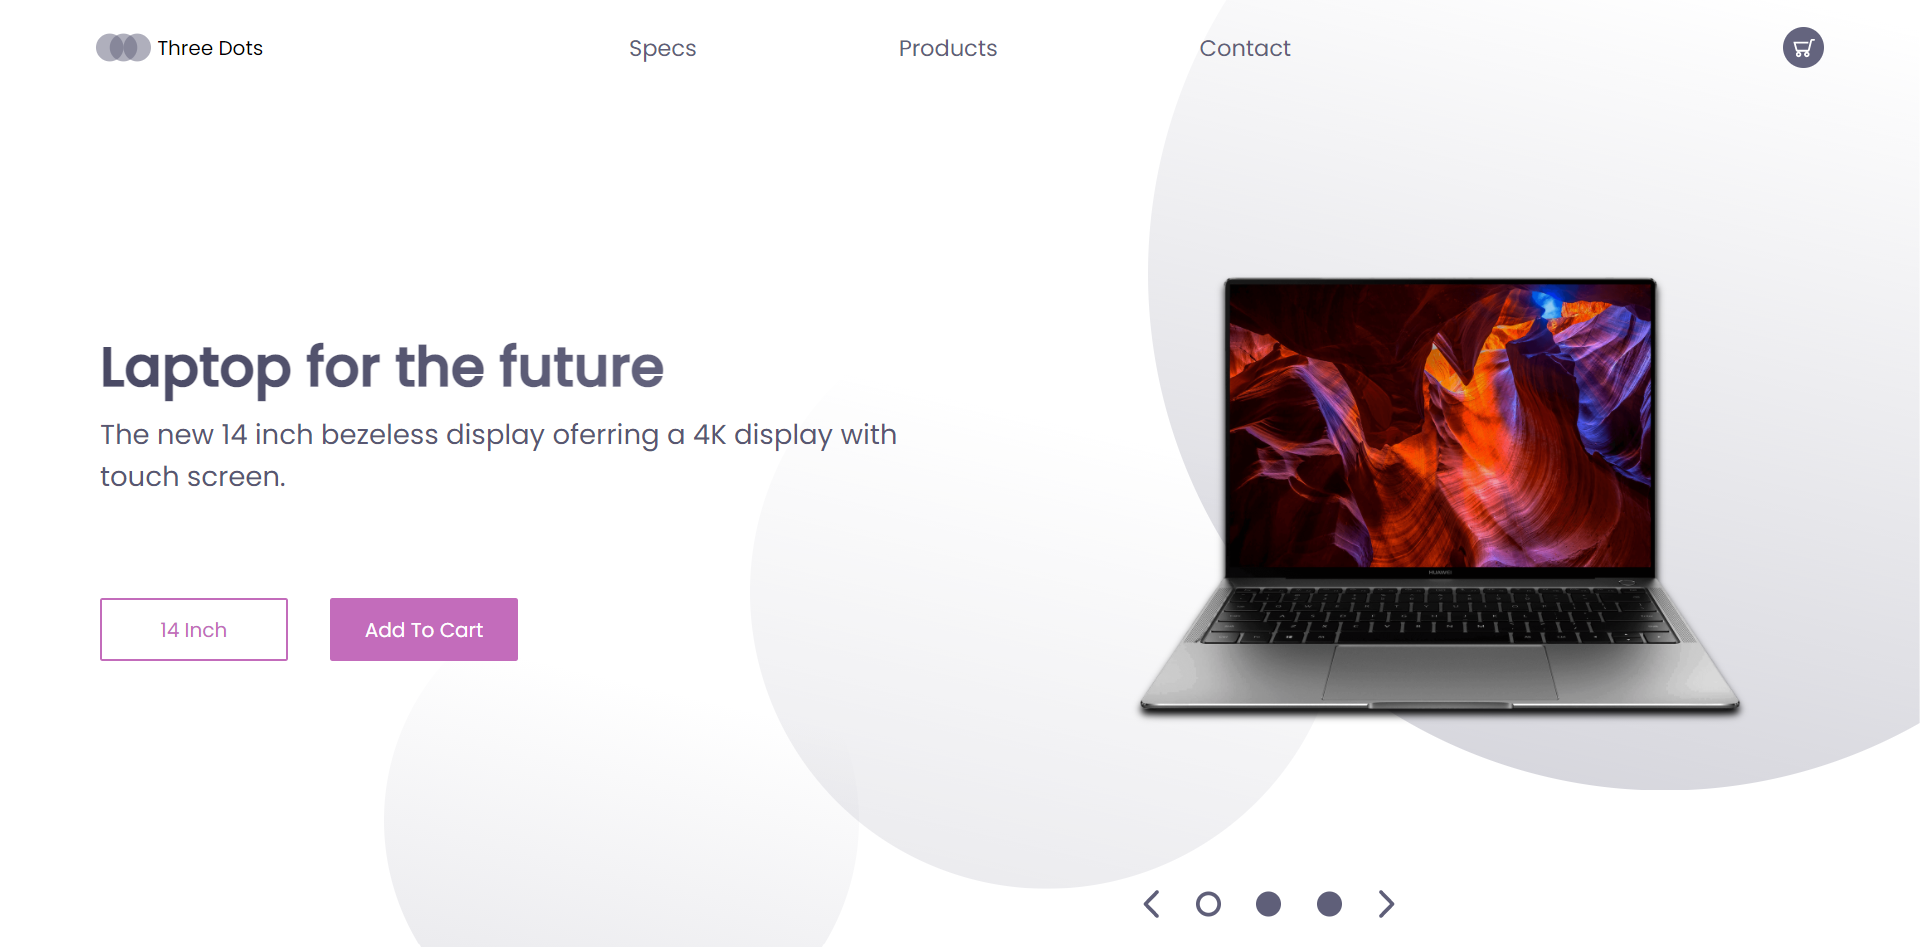 Three Dots
Specs
Products
Contact
Laptop for the future
The new 14 inch bezeless display oferring a 4K display with
touch screen.
14 Inch
Add To Cart
HUAWEI